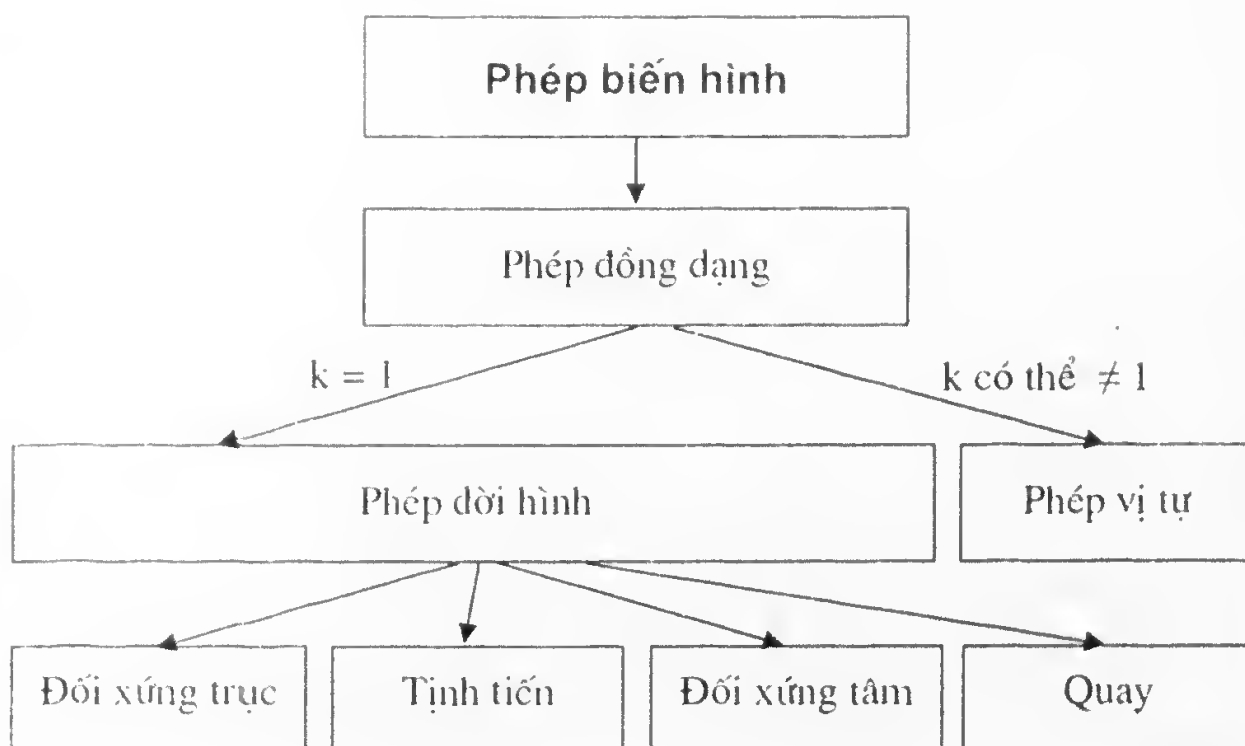 Phép biến hình
Phép đồng dạng
k = 1
k có thể ≠ 1
Phép dời hình
Phép vị tự
Đối xứng trục
Tịnh tiến
Đối xứng tâm
Quay